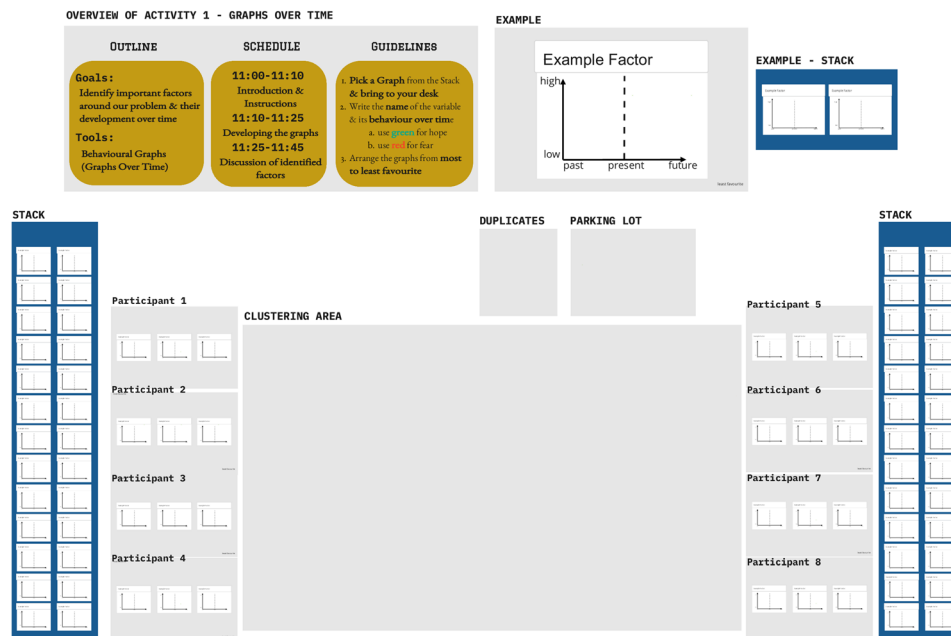 OVERVIEW OF ACTIVITY 1 - GRAPHS OVER TIME
OUTLINE
Goals:
Identify important factors
around our problem & their
development over time
Tools:
Behavioural Graphs
(Graphs Over Time)
SCHEDULE
11:00-11:10
Introduction &
Instructions
11:10-11:25
Developing the graphs
11:25-11:45
Discussion of identified
factors
GUIDELINES
1. Pick a Graph from the Stack
& bring to your desk
2. Write the name of the variable
& its behaviour over time
a. use green for hope
b. use red for fear
3. Arrange the graphs from most
to least favourite
EXAMPLE
Example Factor
high
low
past present future
EXAMPLE - STACK
Example Factor
Example Factor
STACK
DUPLICATES
PARKING LOT
STACK
Participant 1
Participant 2
Participant 3
Participant 4
CLUSTERING AREA
Participant 5
Participant 6
Participant 7
Participant 8